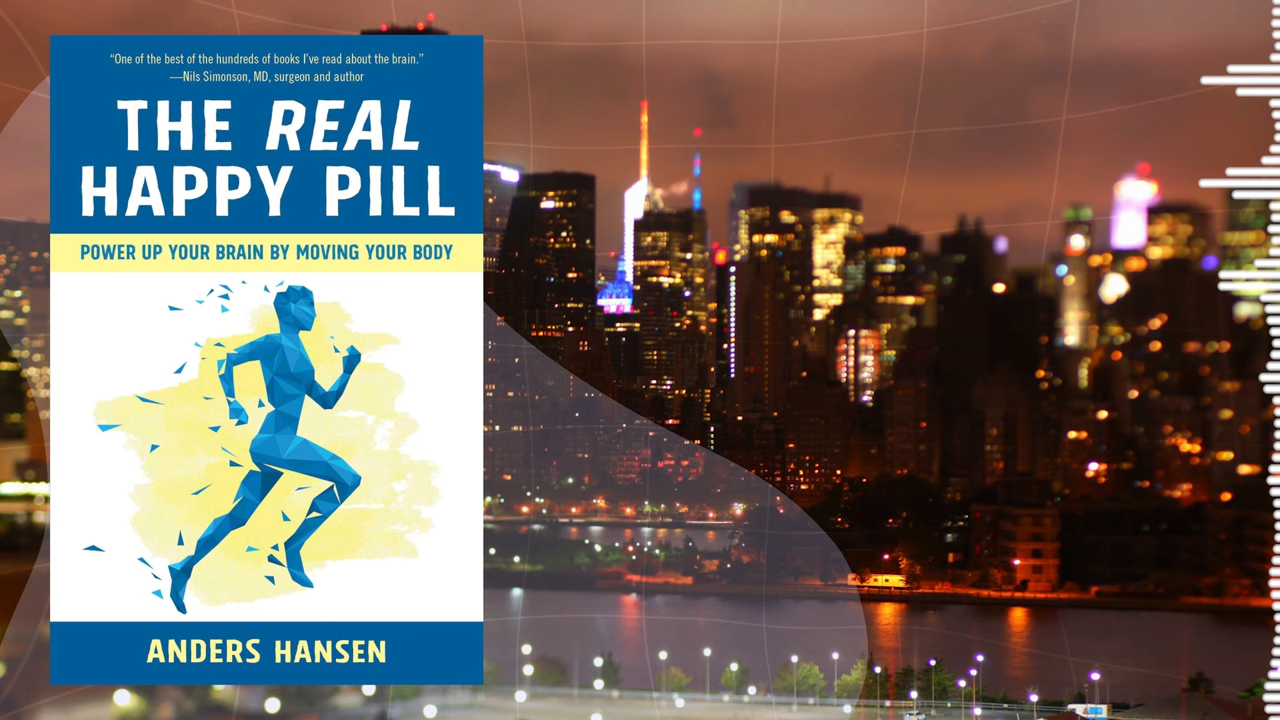 “One of the best of the hundreds of books I’ve read about the brain.”
—Nils Simonson, MD, surgeon and author
THE REAL
HAPPY PILL
POWER UP YOUR BRAIN BY MOVING YOUR BODY
ANDERS HANSEN